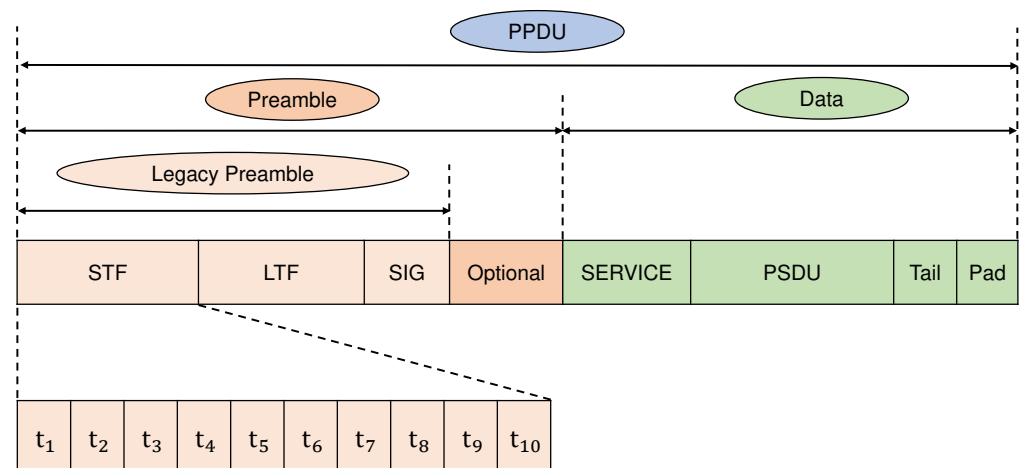 PPDU
Preamble Data
Legacy Preamble
STF LTF SIG Optional SERVICE PSDU Tail Pad
t₁ t₂ t₃ t₄ t₅ t₆ t₇ t₈ t₉ t₁₀